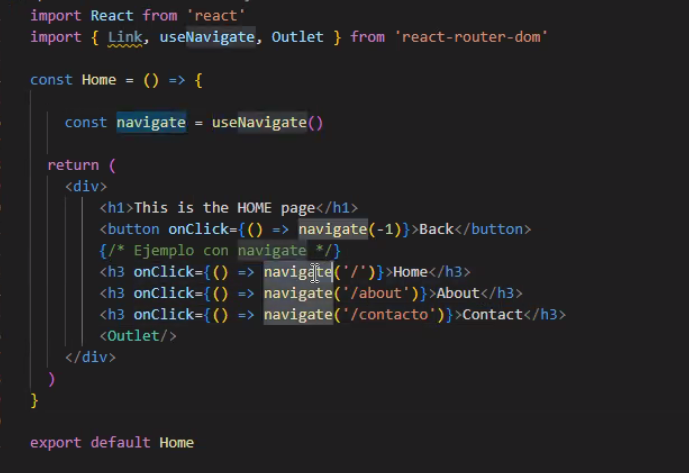 import React from 'react'
import { Link, useNavigate, Outlet } from 'react-router-dom'
const Home = () => {
const navigate = useNavigate()
return (
<div>
<h1>This is the HOME page</h1>
<button onClick={() => navigate(-1)}>Back</button>
{/* Ejemplo con navigate */}
<h3 onClick={() => navigate('/')}>Home</h3>
<h3 onClick={() => navigate('/about')}>About</h3>
<h3 onClick={() => navigate('/contacto')}>Contact</h3>
<Outlet/>
</div>
)
}
export default Home